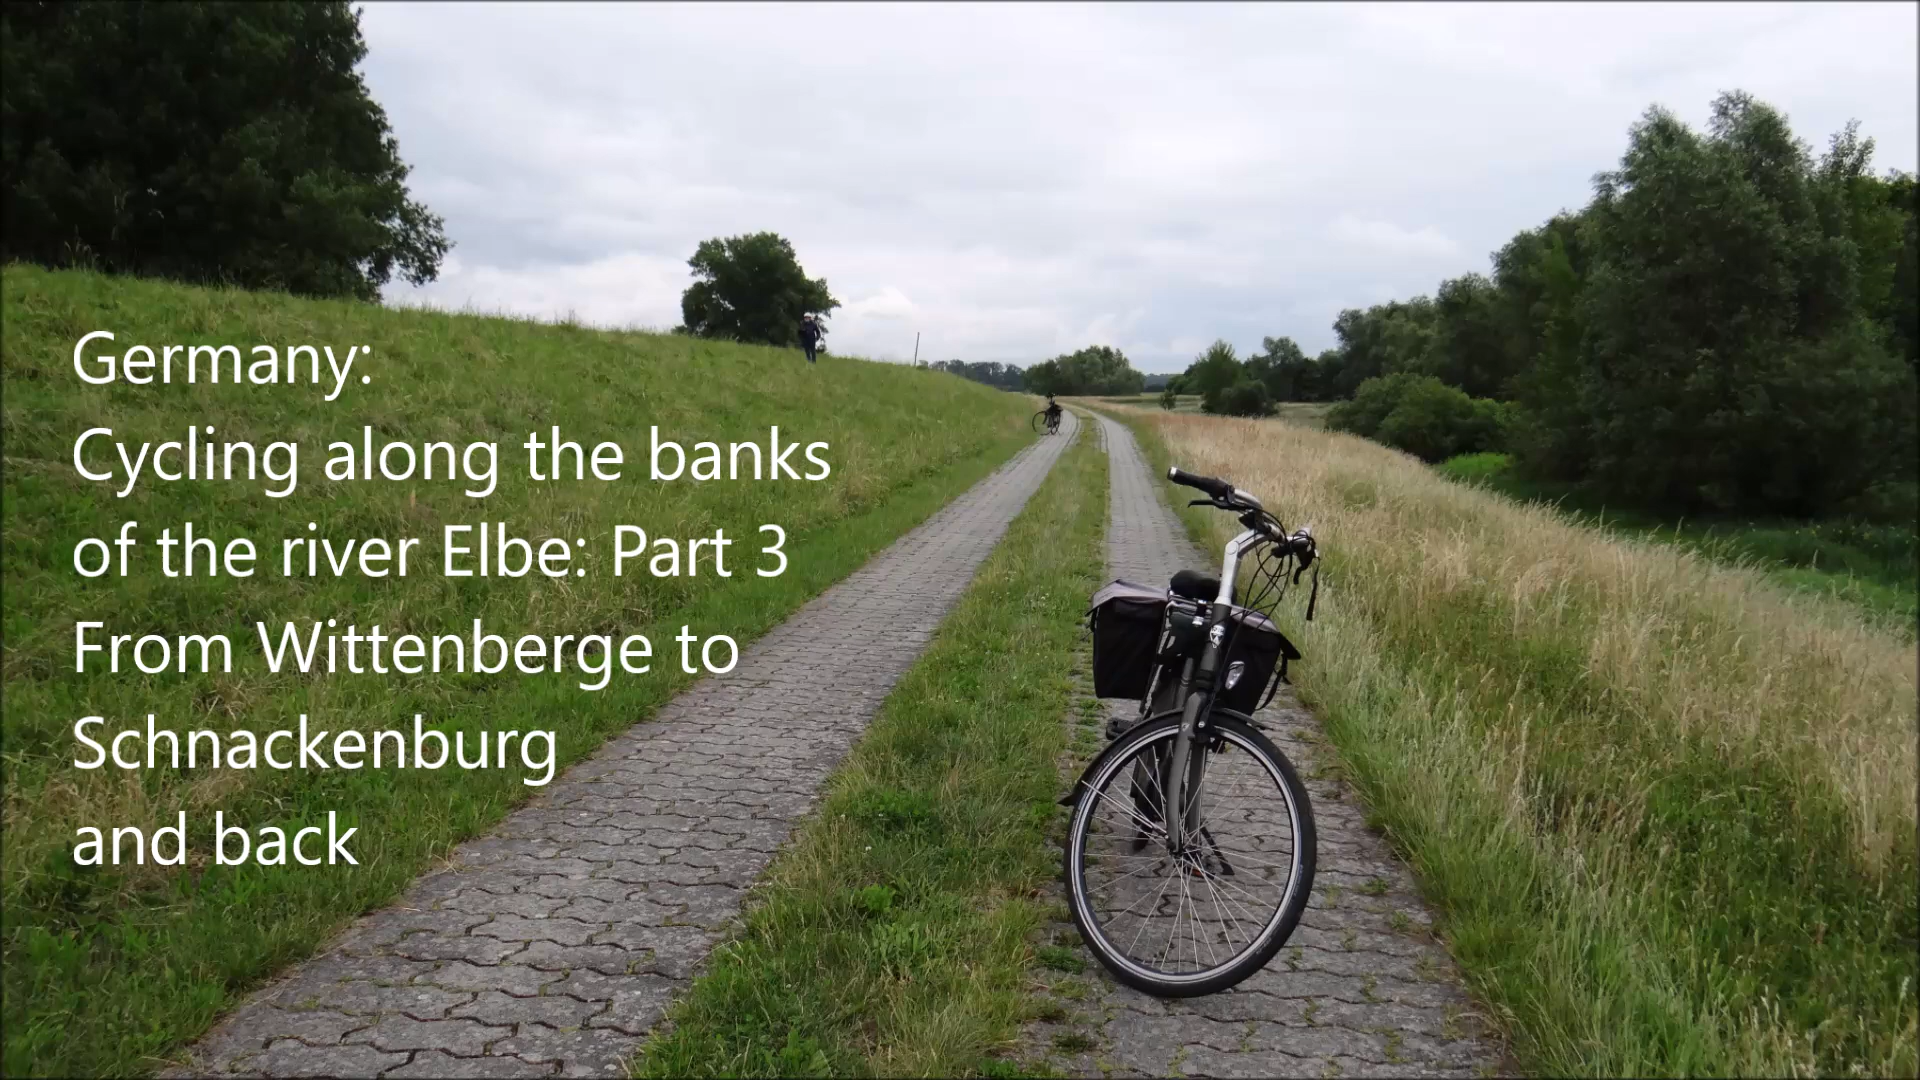 Germany:
Cycling along the banks
of the river Elbe: Part 3
From Wittenberge to
Schnackenburg
and back